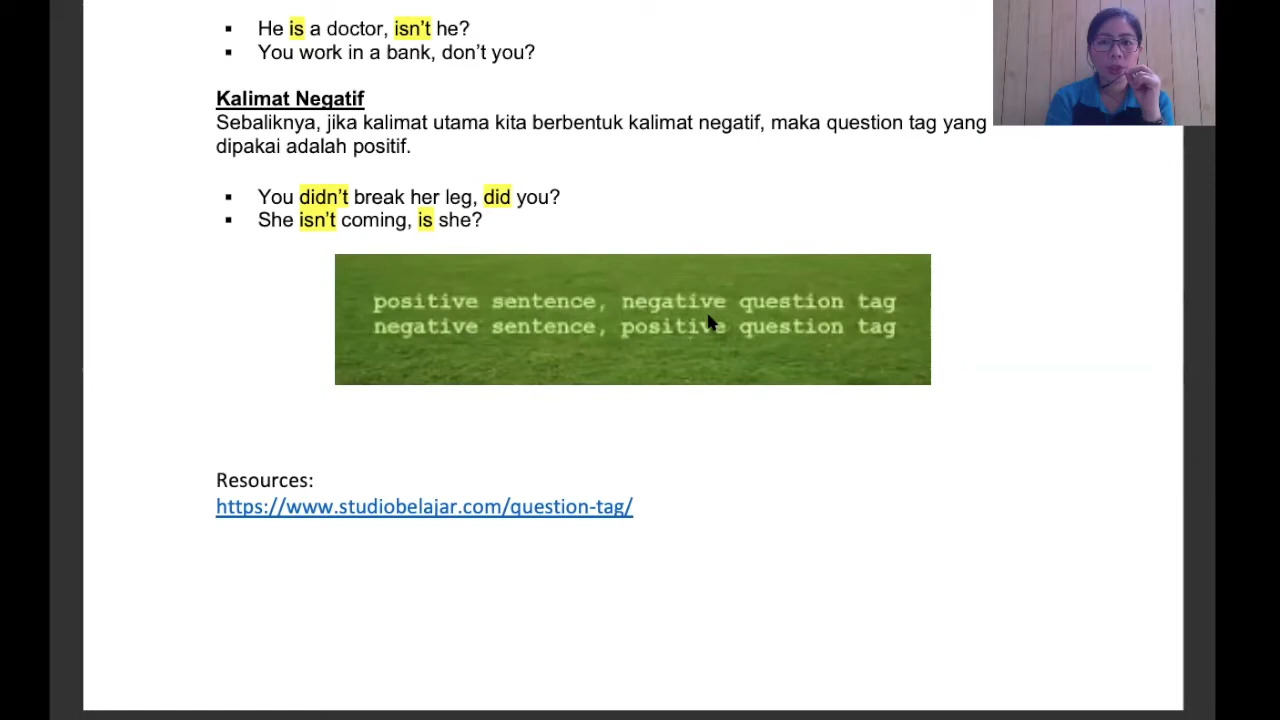 ▪ He is a doctor, isn’t he?
▪ You work in a bank, don’t you?
Kalimat Negatif
Sebaliknya, jika kalimat utama kita berbentuk kalimat negatif, maka question tag yang
dipakai adalah positif.
▪ You didn’t break her leg, did you?
▪ She isn’t coming, is she?
positive sentence, negative question tag
negative sentence, positive question tag
Resources:
https://www.studiobelajar.com/question-tag/